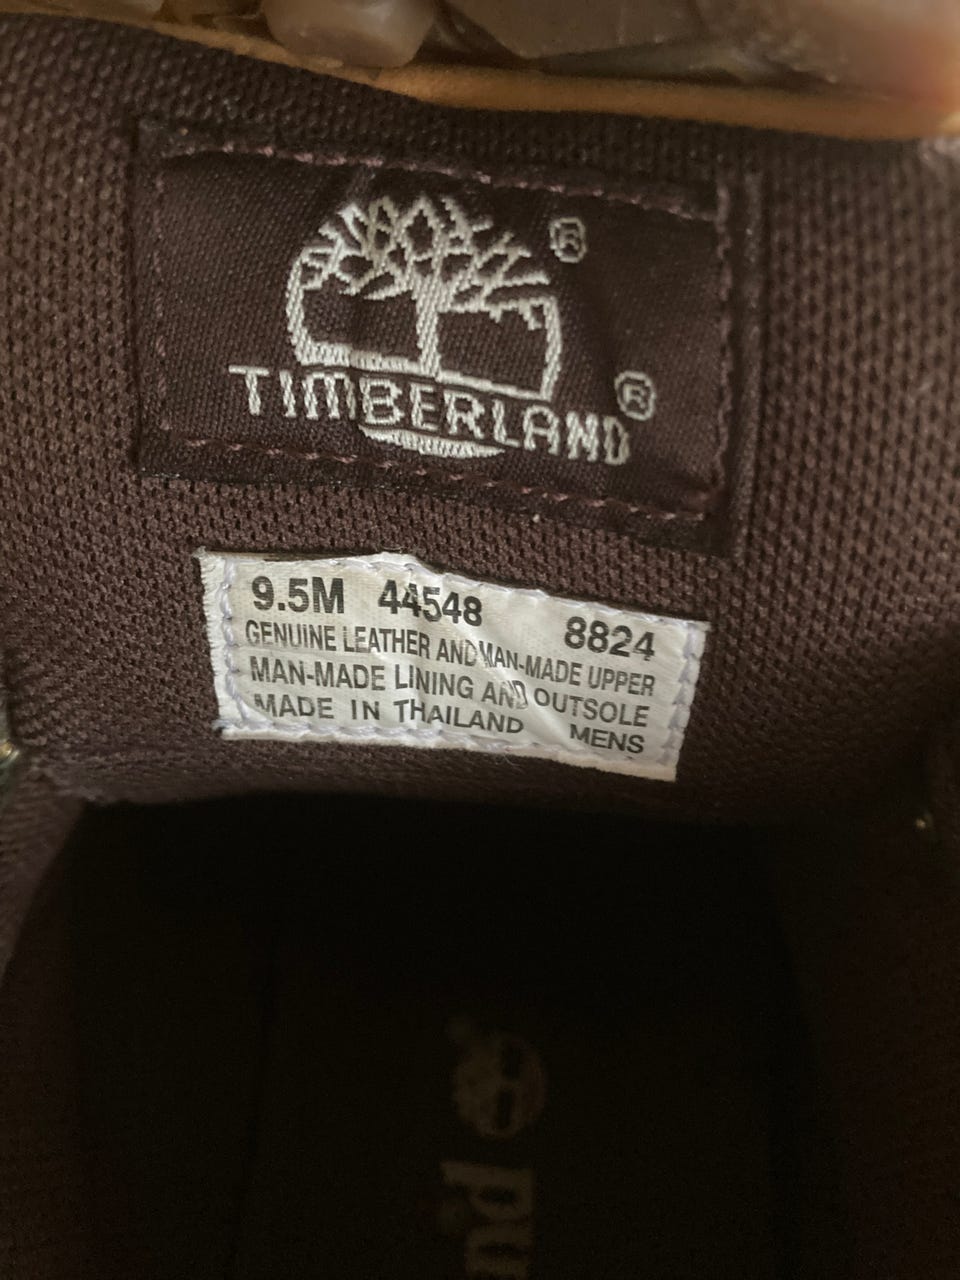 ®
TIMBERLAND®
9.5M 44548 8824
GENUINE LEATHER AND MAN-MADE UPPER
MAN-MADE LINING AND OUTSOLE
MADE IN THAILAND MENS